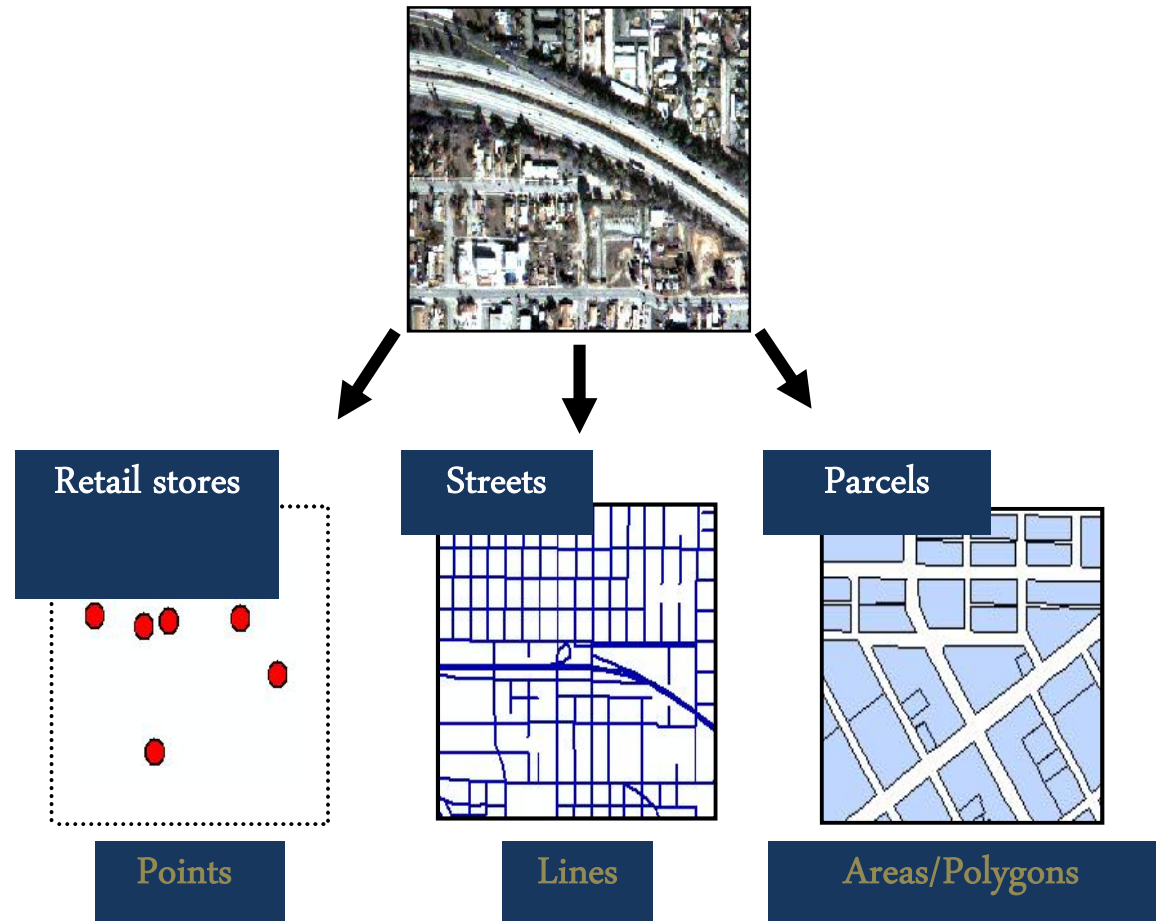 Retail stores
Streets
Parcels
Points
Lines
Areas/Polygons